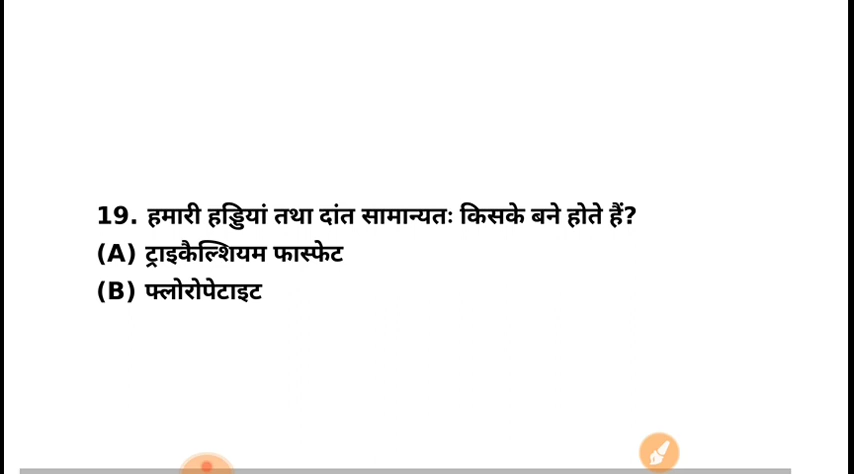 19. हमारी हड्डियां तथा दांत सामान्यतः किसके बने होते हैं?
(A) ट्राइकैल्शियम फास्फेट
(B) फ्लोरोपेटाइट